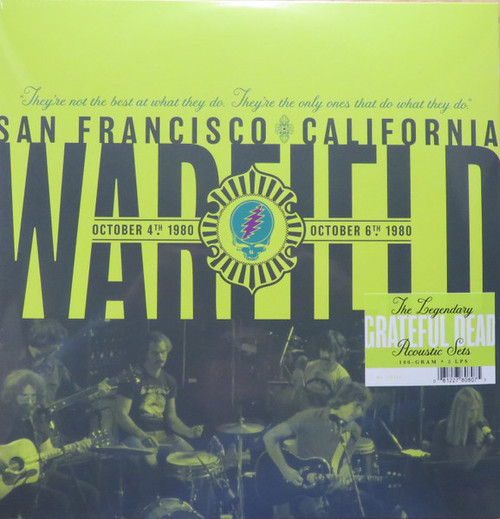 "They're not the best at what they do. They're the only ones that do what they do."
SAN FRANCISCO CALIFORNIA
WARFIELD
OCTOBER 4TH 1980 OCTOBER 6TH 1980
The Legendary
GRATEFUL DEAD
Acoustic Sets
180-GRAM • 2 LPS